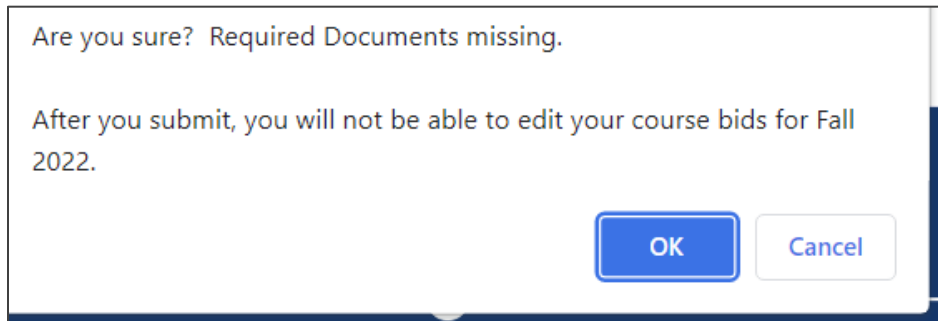 Are you sure?  Required Documents missing.
After you submit, you will not be able to edit your course bids for Fall
2022.
OK
Cancel